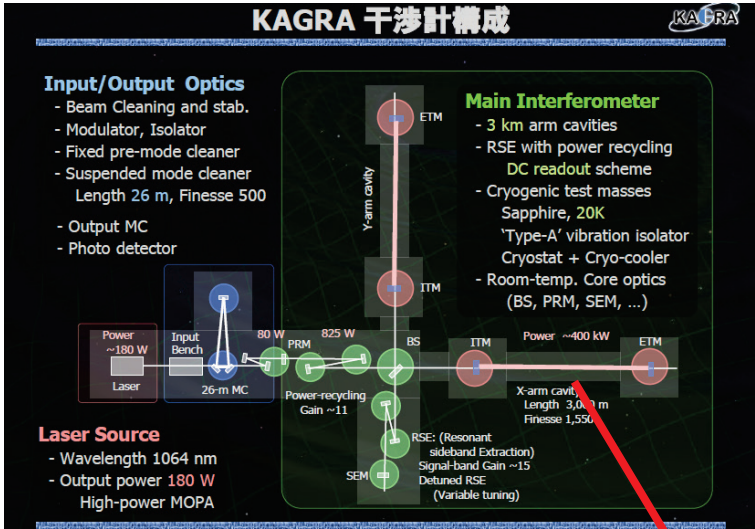 KAGRA 干渉計構成
KAGRA
Input/Output Optics
- Beam Cleaning and stab.
- Modulator, Isolator
- Fixed pre-mode cleaner
- Suspended mode cleaner
Length 26 m, Finesse 500
- Output MC
- Photo detector
Main Interferometer
- 3 km arm cavities
- RSE with power recycling
DC readout scheme
- Cryogenic test masses
Sapphire, 20K
‘Type-A’ vibration isolator
Cryostat + Cryo-cooler
- Room-temp. Core optics
(BS, PRM, SEM, ...)
ETM
Y-arm cavity
ITM
Power
~180 W
Laser
Input
Bench
26-m MC
80 W
PRM
825 W
BS
Power-recycling
Gain ~11
ITM
Power ~400 kW
ETM
X-arm cavity
Length 3,000 m
Finesse 1,550
RSE: (Resonant
sideband Extraction)
Signal-band Gain ~15
Detuned RSE
(Variable tuning)
SEM
Laser Source
- Wavelength 1064 nm
- Output power 180 W
High-power MOPA